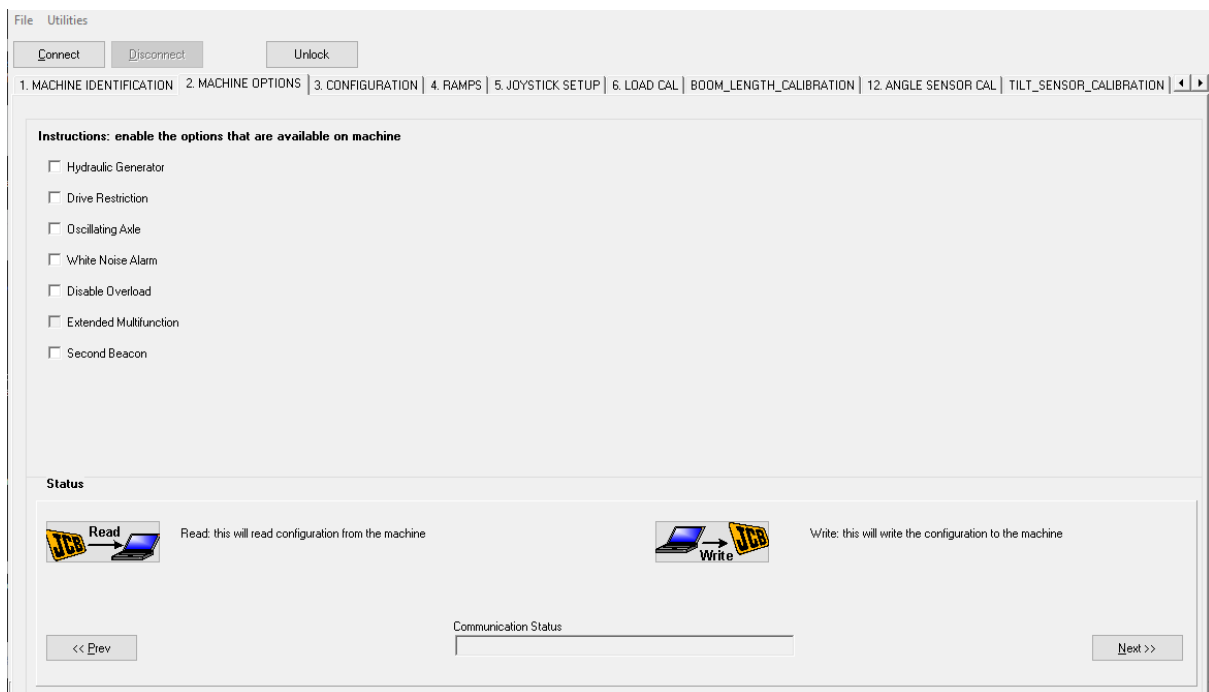 File Utilities
Connect Disconnect Unlock
1. MACHINE IDENTIFICATION 2. MACHINE OPTIONS 3. CONFIGURATION 4. RAMPS 5. JOYSTICK SETUP 6. LOAD CAL BOOM_LENGTH_CALIBRATION 12. ANGLE SENSOR CAL TILT_SENSOR_CALIBRATION
Instructions: enable the options that are available on machine
Hydraulic Generator
Drive Restriction
Oscillating Axle
White Noise Alarm
Disable Overload
Extended Multifunction
Second Beacon
Status
JCB Read Read: this will read configuration from the machine Write JCB Write: this will write the configuration to the machine
Communication Status
<< Prev Next >>